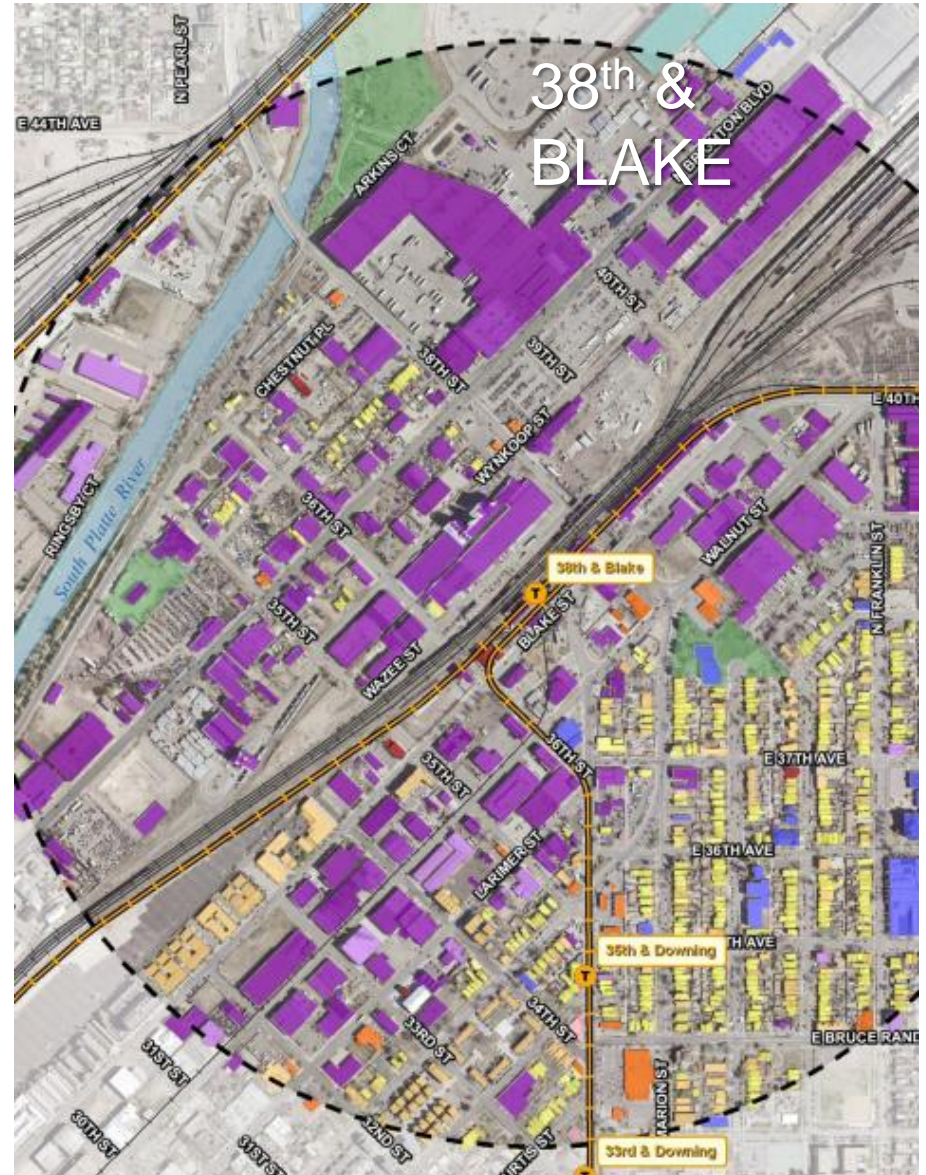 N PEARL ST
38th &
BLAKE
E 44TH AVE
ARKINS CT
40TH ST
CHESTNUT PL
38TH ST
39TH ST
E 40TH
WYNKOOP ST
RINGSBY CT
36TH ST
WALNUT ST
N FRANKLIN ST
South Platte River
38th & Blake
T
BLAKE ST
35TH ST
WAZEE ST
36TH ST
35TH ST
E 37TH AVE
LARIMER ST
E 36TH AVE
35th & Downing
TH AVE
T
34TH ST
33RD ST
E BRUCE RAND
31ST ST
MARION ST
30TH ST
32ND ST
31ST ST
33rd & Downing